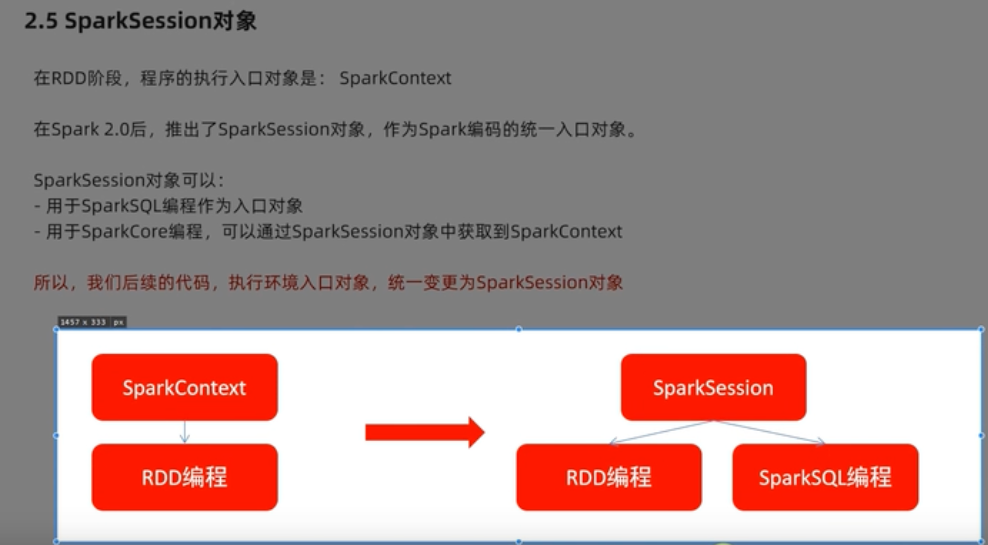 2.5 SparkSession对象
在RDD阶段，程序的执行入口对象是： SparkContext
在Spark 2.0后，推出了SparkSession对象，作为Spark编码的统一入口对象。
SparkSession对象可以：
- 用于SparkSQL编程作为入口对象
- 用于SparkCore编程，可以通过SparkSession对象中获取到SparkContext
所以，我们后续的代码，执行环境入口对象，统一变更为SparkSession对象
1457 x 333 px
SparkContext
RDD编程
SparkSession
RDD编程
SparkSQL编程